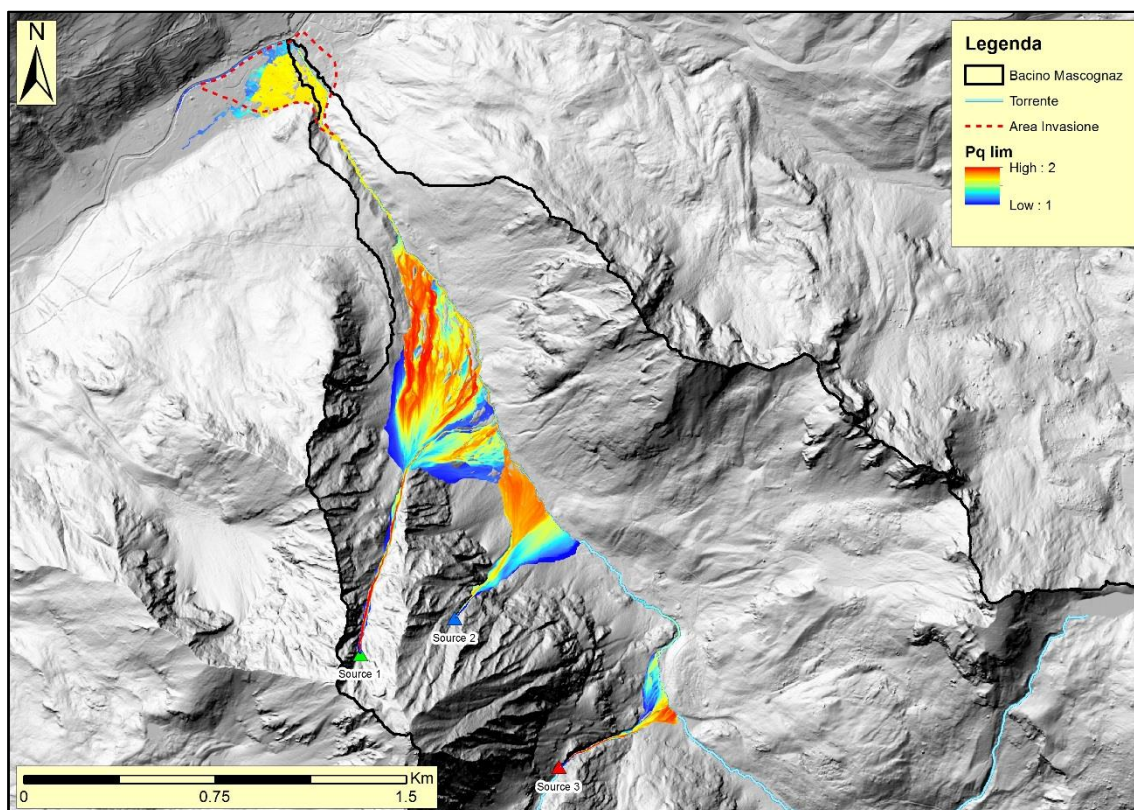 N
Legenda
Bacino Mascognaz
Torrente
Area Invasione
Pq lim
High : 2
Low : 1
Source 2
Source 1
Source 3
Km
0 0.75 1.5